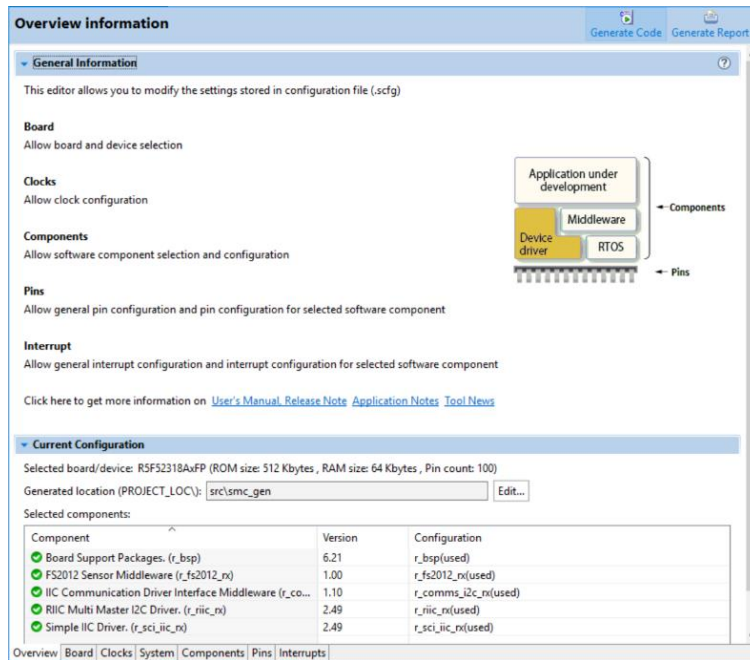 Overview information
Generate Code Generate Report
General Information
This editor allows you to modify the settings stored in configuration file (.scfg)
Board
Allow board and device selection
Clocks
Allow clock configuration
Components
Allow software component selection and configuration
Pins
Allow general pin configuration and pin configuration for selected software component
Interrupt
Allow general interrupt configuration and interrupt configuration for selected software component
Application under
development
Middleware
Device
driver
RTOS
Components
Pins
Click here to get more information on User's Manual, Release Note Application Notes Tool News
Current Configuration
Selected board/device: R5F52318AxFP (ROM size: 512 Kbytes , RAM size: 64 Kbytes , Pin count: 100)
Generated location (PROJECT_LOC\): src\smc_gen Edit...
Selected components:
Component Version Configuration
Board Support Packages. (r_bsp) 6.21 r_bsp(used)
FS2012 Sensor Middleware (r_fs2012_rx) 1.00 r_fs2012_rx(used)
IIC Communication Driver Interface Middleware (r_co... 1.10 r_comms_i2c_rx(used)
RIIC Multi Master I2C Driver. (r_riic_rx) 2.49 r_riic_rx(used)
Simple IIC Driver. (r_sci_iic_rx) 2.49 r_sci_iic_rx(used)
Overview Board Clocks System Components Pins Interrupts